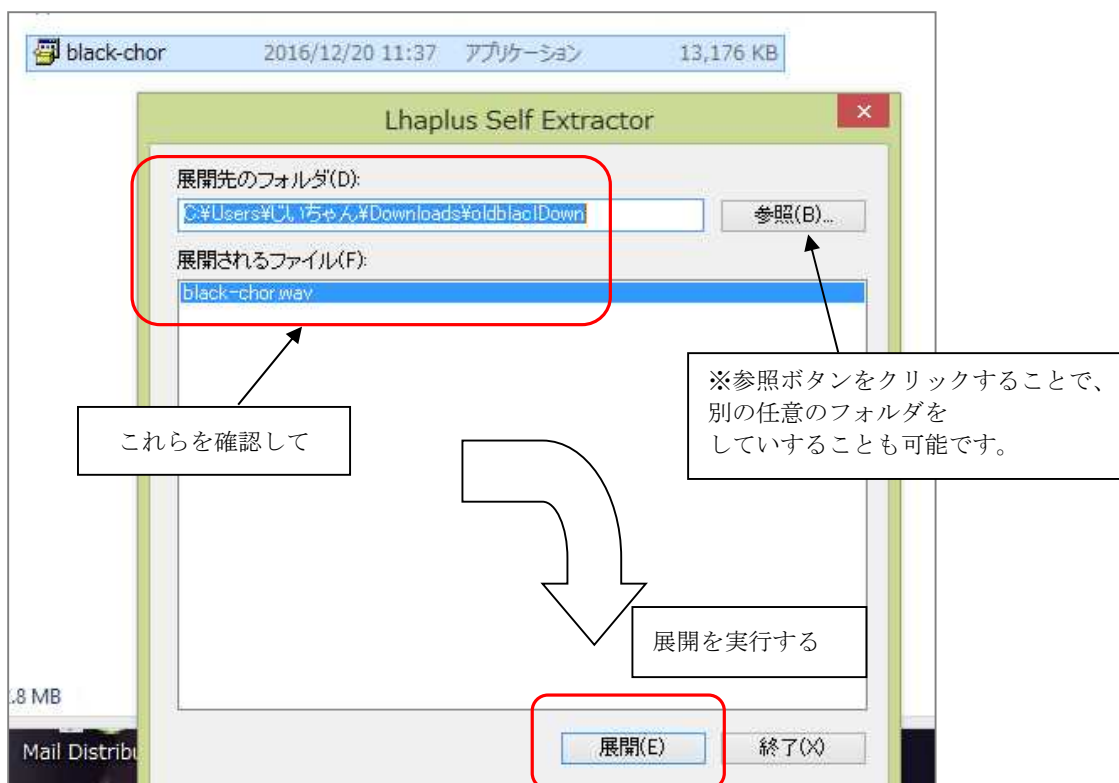 black-chor 2016/12/20 11:37 アプリケーション 13,176 KB
Lhaplus Self Extractor
展開先のフォルダ(D):
C:¥Users¥じいちゃん¥Downloads¥oldblaclDown
参照(B)...
展開されるファイル(F):
black-chor.wav
※参照ボタンをクリックすることで、
別の任意のフォルダを
していすることも可能です。
これらを確認して
展開を実行する
.8 MB
展開(E) 終了(X)
Mail Distribu